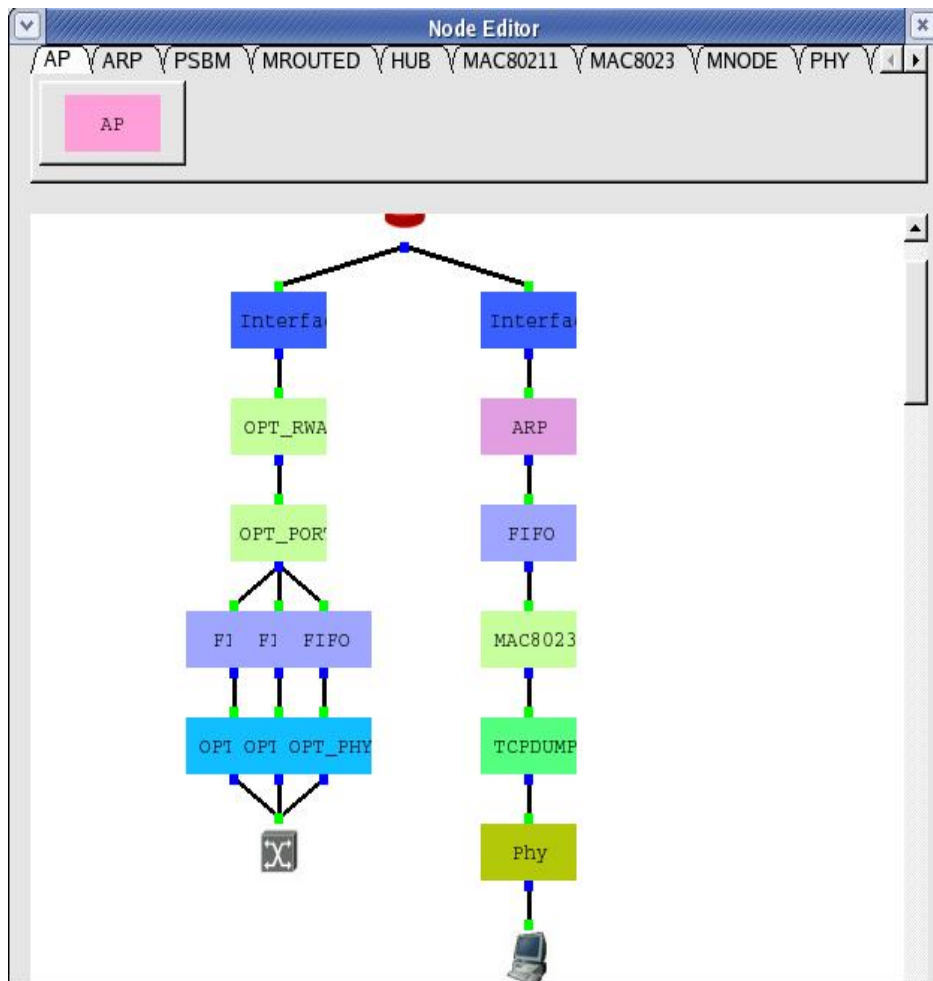 Node Editor
AP ARP PSBM MROUTED HUB MAC80211 MAC8023 MNODE PHY
AP
Interfac Interfac
OPT_RWA ARP
OPT_PORT FIFO
FI FI FIFO MAC8023
OPT OPT OPT_PHY TCPDUMP
Phy